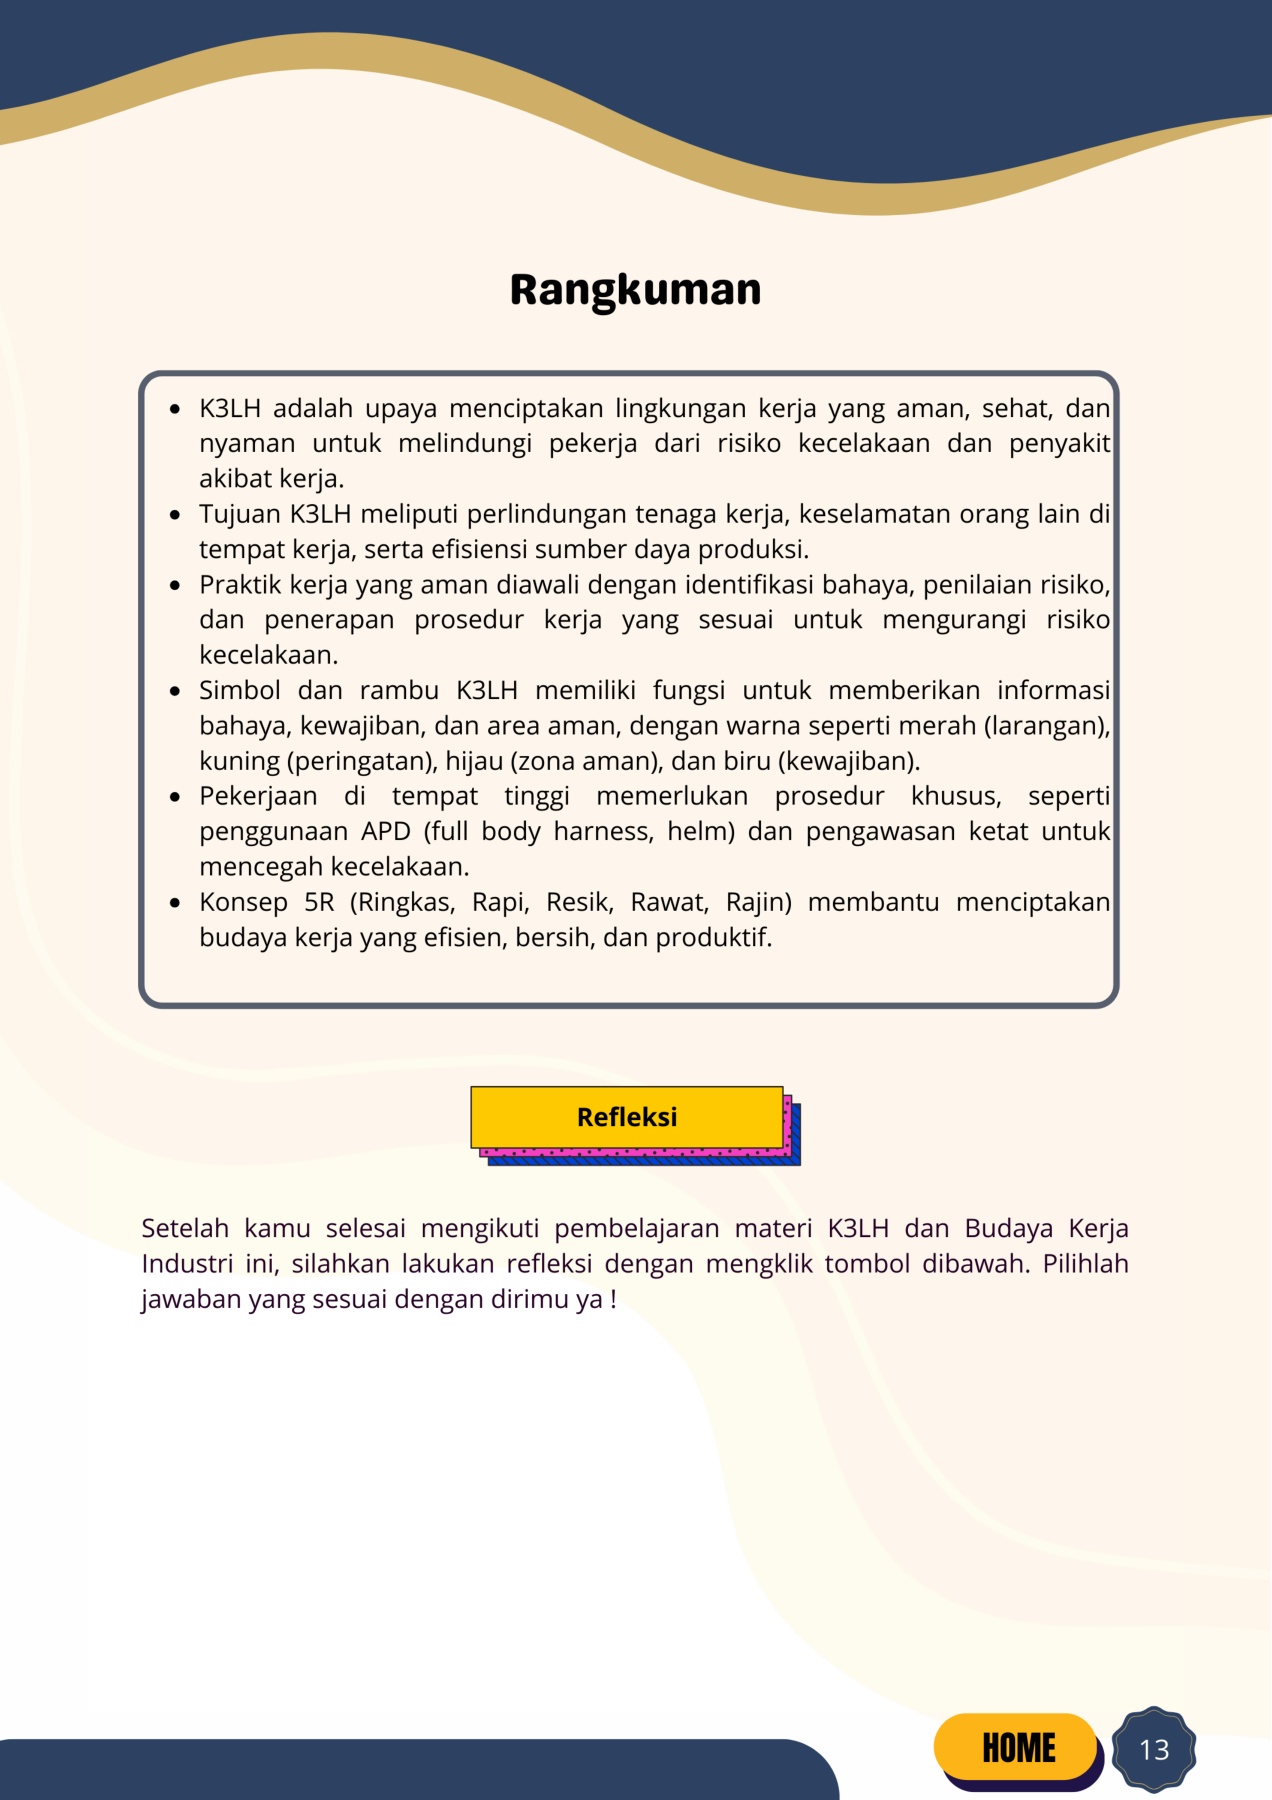 Rangkuman
• K3LH adalah upaya menciptakan lingkungan kerja yang aman, sehat, dan
nyaman untuk melindungi pekerja dari risiko kecelakaan dan penyakit
akibat kerja.
• Tujuan K3LH meliputi perlindungan tenaga kerja, keselamatan orang lain di
tempat kerja, serta efisiensi sumber daya produksi.
• Praktik kerja yang aman diawali dengan identifikasi bahaya, penilaian risiko,
dan penerapan prosedur kerja yang sesuai untuk mengurangi risiko
kecelakaan.
• Simbol dan rambu K3LH memiliki fungsi untuk memberikan informasi
bahaya, kewajiban, dan area aman, dengan warna seperti merah (larangan),
kuning (peringatan), hijau (zona aman), dan biru (kewajiban).
• Pekerjaan di tempat tinggi memerlukan prosedur khusus, seperti
penggunaan APD (full body harness, helm) dan pengawasan ketat untuk
mencegah kecelakaan.
• Konsep 5R (Ringkas, Rapi, Resik, Rawat, Rajin) membantu menciptakan
budaya kerja yang efisien, bersih, dan produktif.
Refleksi
Setelah kamu selesai mengikuti pembelajaran materi K3LH dan Budaya Kerja
Industri ini, silahkan lakukan refleksi dengan mengklik tombol dibawah. Pilihlah
jawaban yang sesuai dengan dirimu ya !
HOME
13